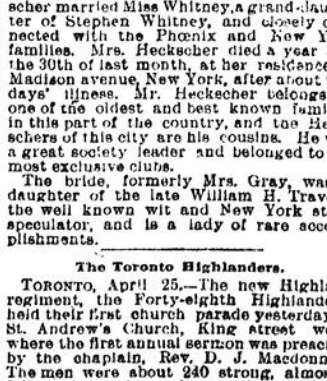 scher married Miss Whitney, a grand-dau
ter of Stephen Whitney, and closely c
nected with the Phœnix and New Y
families. Mrs. Heckscher died a year
the 30th of last month, at her residence
Madison avenue, New York, after about
days' illness. Mr. Heckecher belongs
one of the oldest and best known fami
in this part of the country, and the He
schers of this city are his cousins. He
a great society leader and belonged to
most exclusive clubs.
The bride, formerly Mrs. Gray, was
daughter of the late William H. Trav
the well known wit and New York st
speculator, and is a lady of rare acc
plishments.
The Toronto Highlanders.
TORONTO, April 25.—The new Highl
regiment, the Forty-eighth Highlande
held their first church parade yesterday
St. Andrew's Church, King street w
where the first annual sermon was preac
by the chaplain, Rev. D. J. Macdonn
The men were about 240 strong, almos